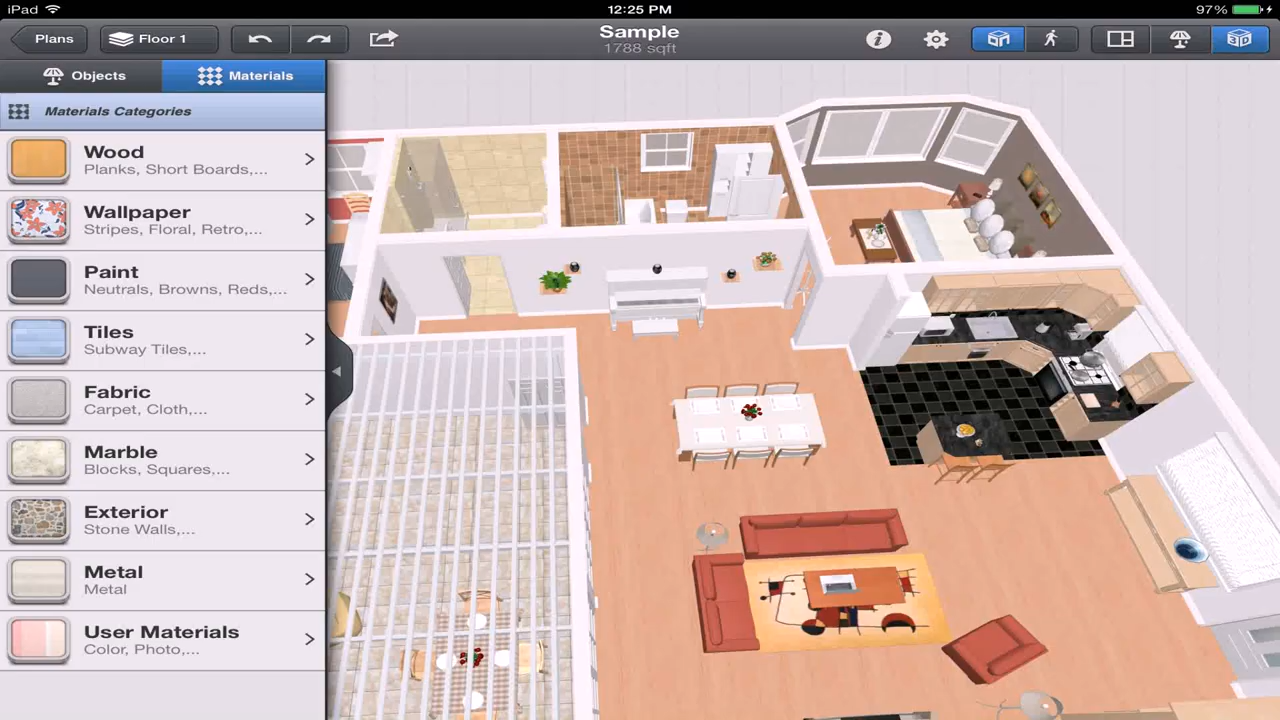 iPad 12:25 PM 97%
Plans Floor 1 Sample
1788 sqft
3D
Objects Materials
Materials Categories
Wood
Planks, Short Boards,...
Wallpaper
Stripes, Floral, Retro,...
Paint
Neutrals, Browns, Reds,...
Tiles
Subway Tiles,...
Fabric
Carpet, Cloth,...
Marble
Blocks, Squares,...
Exterior
Stone Walls,...
Metal
Metal
User Materials
Color, Photo,...